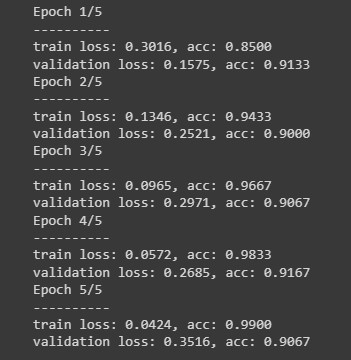 Epoch 1/5
----------
train loss: 0.3016, acc: 0.8500
validation loss: 0.1575, acc: 0.9133
Epoch 2/5
----------
train loss: 0.1346, acc: 0.9433
validation loss: 0.2521, acc: 0.9000
Epoch 3/5
----------
train loss: 0.0965, acc: 0.9667
validation loss: 0.2971, acc: 0.9067
Epoch 4/5
----------
train loss: 0.0572, acc: 0.9833
validation loss: 0.2685, acc: 0.9167
Epoch 5/5
----------
train loss: 0.0424, acc: 0.9900
validation loss: 0.3516, acc: 0.9067